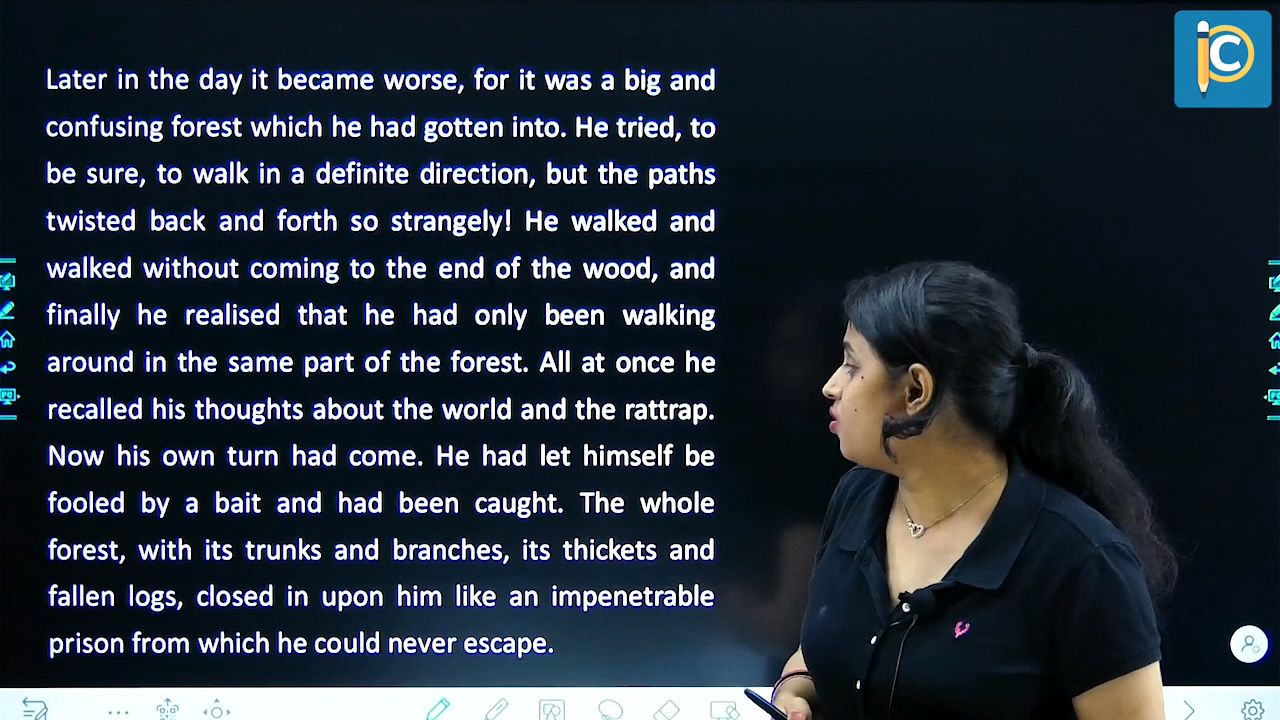 Later in the day it became worse, for it was a big and
confusing forest which he had gotten into. He tried, to
be sure, to walk in a definite direction, but the paths
twisted back and forth so strangely! He walked and
walked without coming to the end of the wood, and
finally he realised that he had only been walking
around in the same part of the forest. All at once he
recalled his thoughts about the world and the rattrap.
Now his own turn had come. He had let himself be
fooled by a bait and had been caught. The whole
forest, with its trunks and branches, its thickets and
fallen logs, closed in upon him like an impenetrable
prison from which he could never escape.